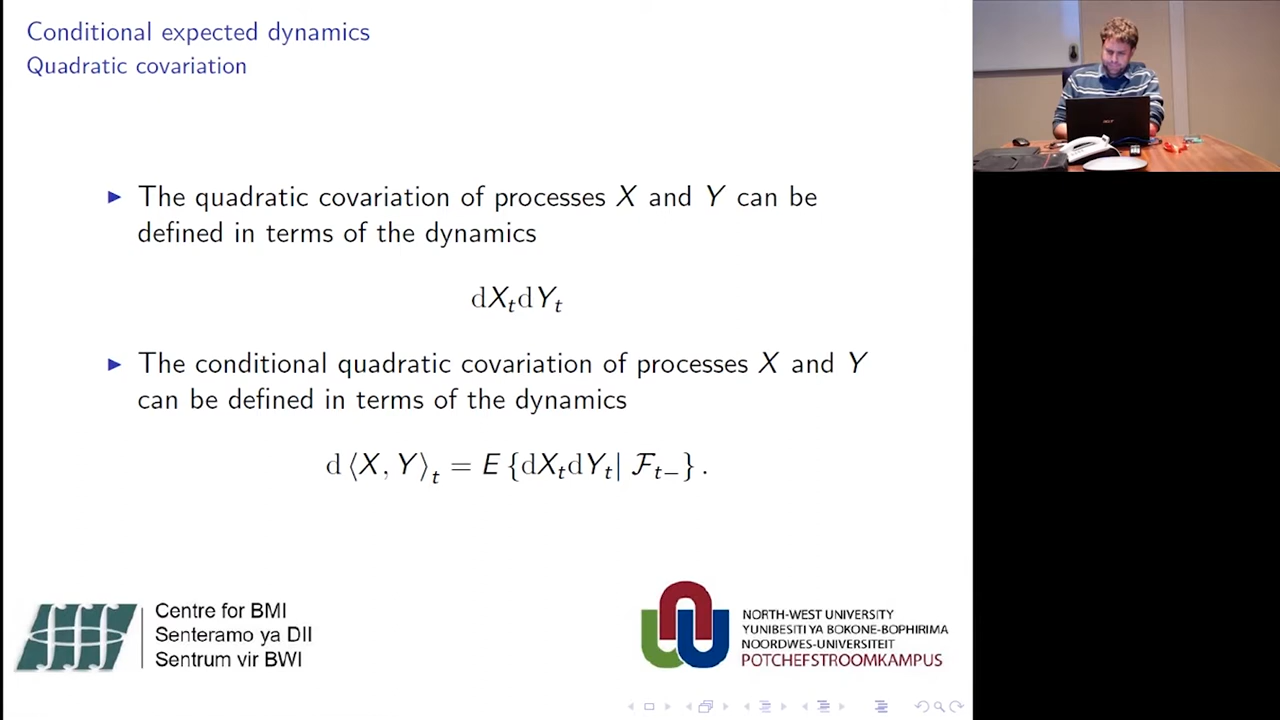 Conditional expected dynamics
Quadratic covariation
▶ The quadratic covariation of processes X and Y can be
defined in terms of the dynamics
dX_t dY_t
▶ The conditional quadratic covariation of processes X and Y
can be defined in terms of the dynamics
d⟨X, Y⟩_t = E {dX_t dY_t | ℱ_{t−}} .
Centre for BMI
Senteramo ya DII
Sentrum vir BWI
NORTH-WEST UNIVERSITY
YUNIBESITI YA BOKONE-BOPHIRIMA
NOORDWES-UNIVERSITEIT
POTCHEFSTROOMKAMPUS
acer